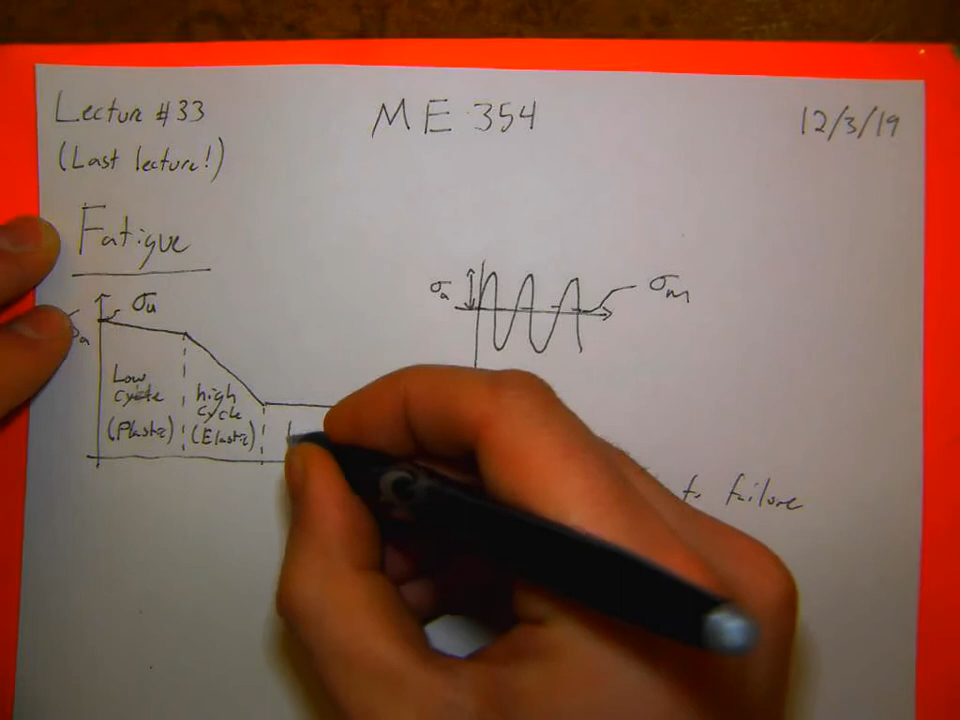 Lecture #33
ME 354
12/3/19
(Last lecture!)
Fatigue
σa
σm
σu
σa
Low cycle
(Plastic)
high cycle
(Elastic)
to failure